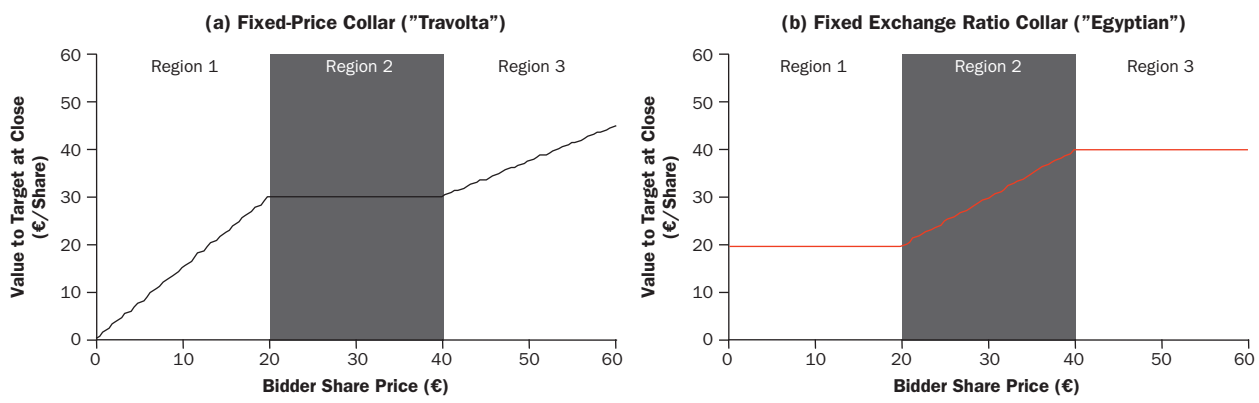 (a) Fixed-Price Collar ("Travolta")
Region 1 Region 2 Region 3
60
50
40
30
20
10
0
Value to Target at Close
(€/Share)
0 10 20 30 40 50 60
Bidder Share Price (€)
(b) Fixed Exchange Ratio Collar ("Egyptian")
Region 1 Region 2 Region 3
60
50
40
30
20
10
0
Value to Target at Close
(€/Share)
0 10 20 30 40 50 60
Bidder Share Price (€)